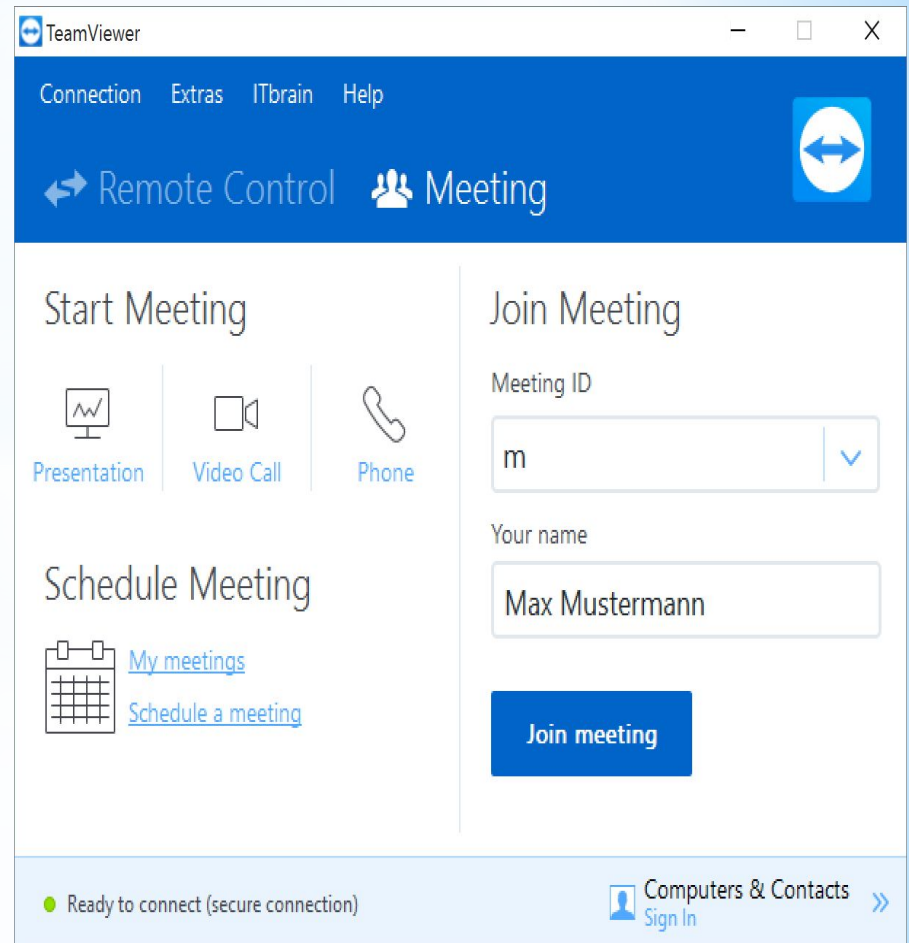 TeamViewer
Connection Extras ITbrain Help
Remote Control Meeting
Start Meeting
Presentation Video Call Phone
Schedule Meeting
My meetings
Schedule a meeting
Join Meeting
Meeting ID
m
Your name
Max Mustermann
Join meeting
Ready to connect (secure connection)
Computers & Contacts
Sign In